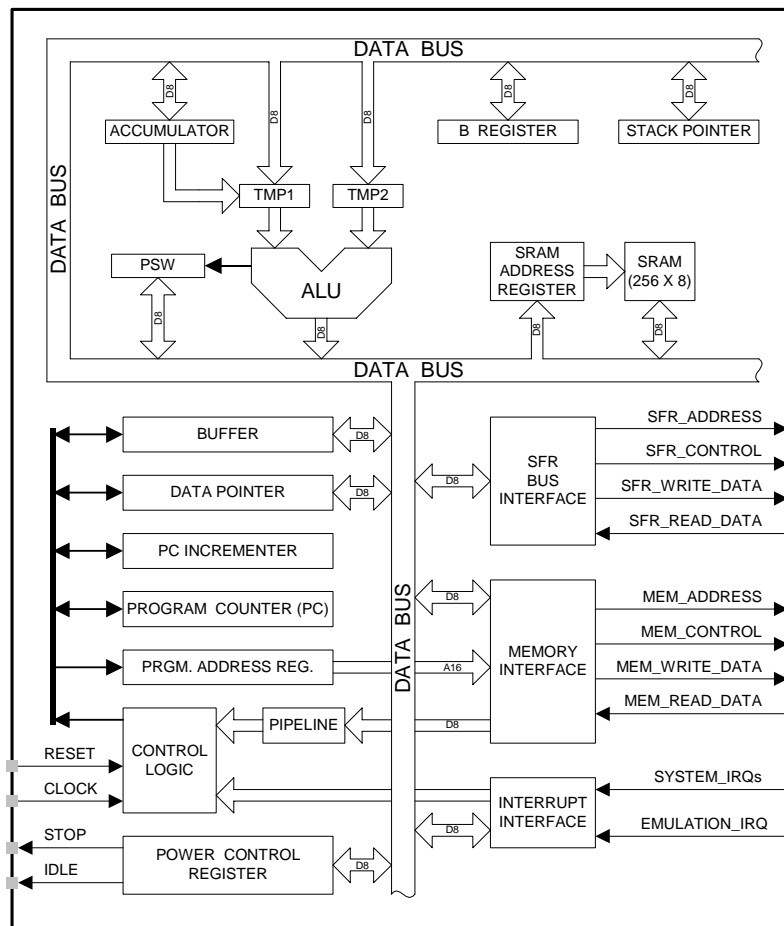 DATA BUS
D8
D8
D8
D8
D8
ACCUMULATOR
B REGISTER
STACK POINTER
DATA BUS
TMP1
TMP2
PSW
ALU
SRAM
ADDRESS
REGISTER
SRAM
(256 X 8)
D8
D8
D8
D8
DATA BUS
BUFFER
D8
DATA POINTER
D8
PC INCREMENTER
PROGRAM COUNTER (PC)
PRGM. ADDRESS REG.
A16
DATA BUS
D8
SFR
BUS
INTERFACE
SFR_ADDRESS
SFR_CONTROL
SFR_WRITE_DATA
SFR_READ_DATA
D8
MEMORY
INTERFACE
MEM_ADDRESS
MEM_CONTROL
MEM_WRITE_DATA
MEM_READ_DATA
CONTROL
LOGIC
PIPELINE
D8
RESET
CLOCK
INTERRUPT
INTERFACE
SYSTEM_IRQs
EMULATION_IRQ
D8
STOP
IDLE
POWER CONTROL
REGISTER
D8